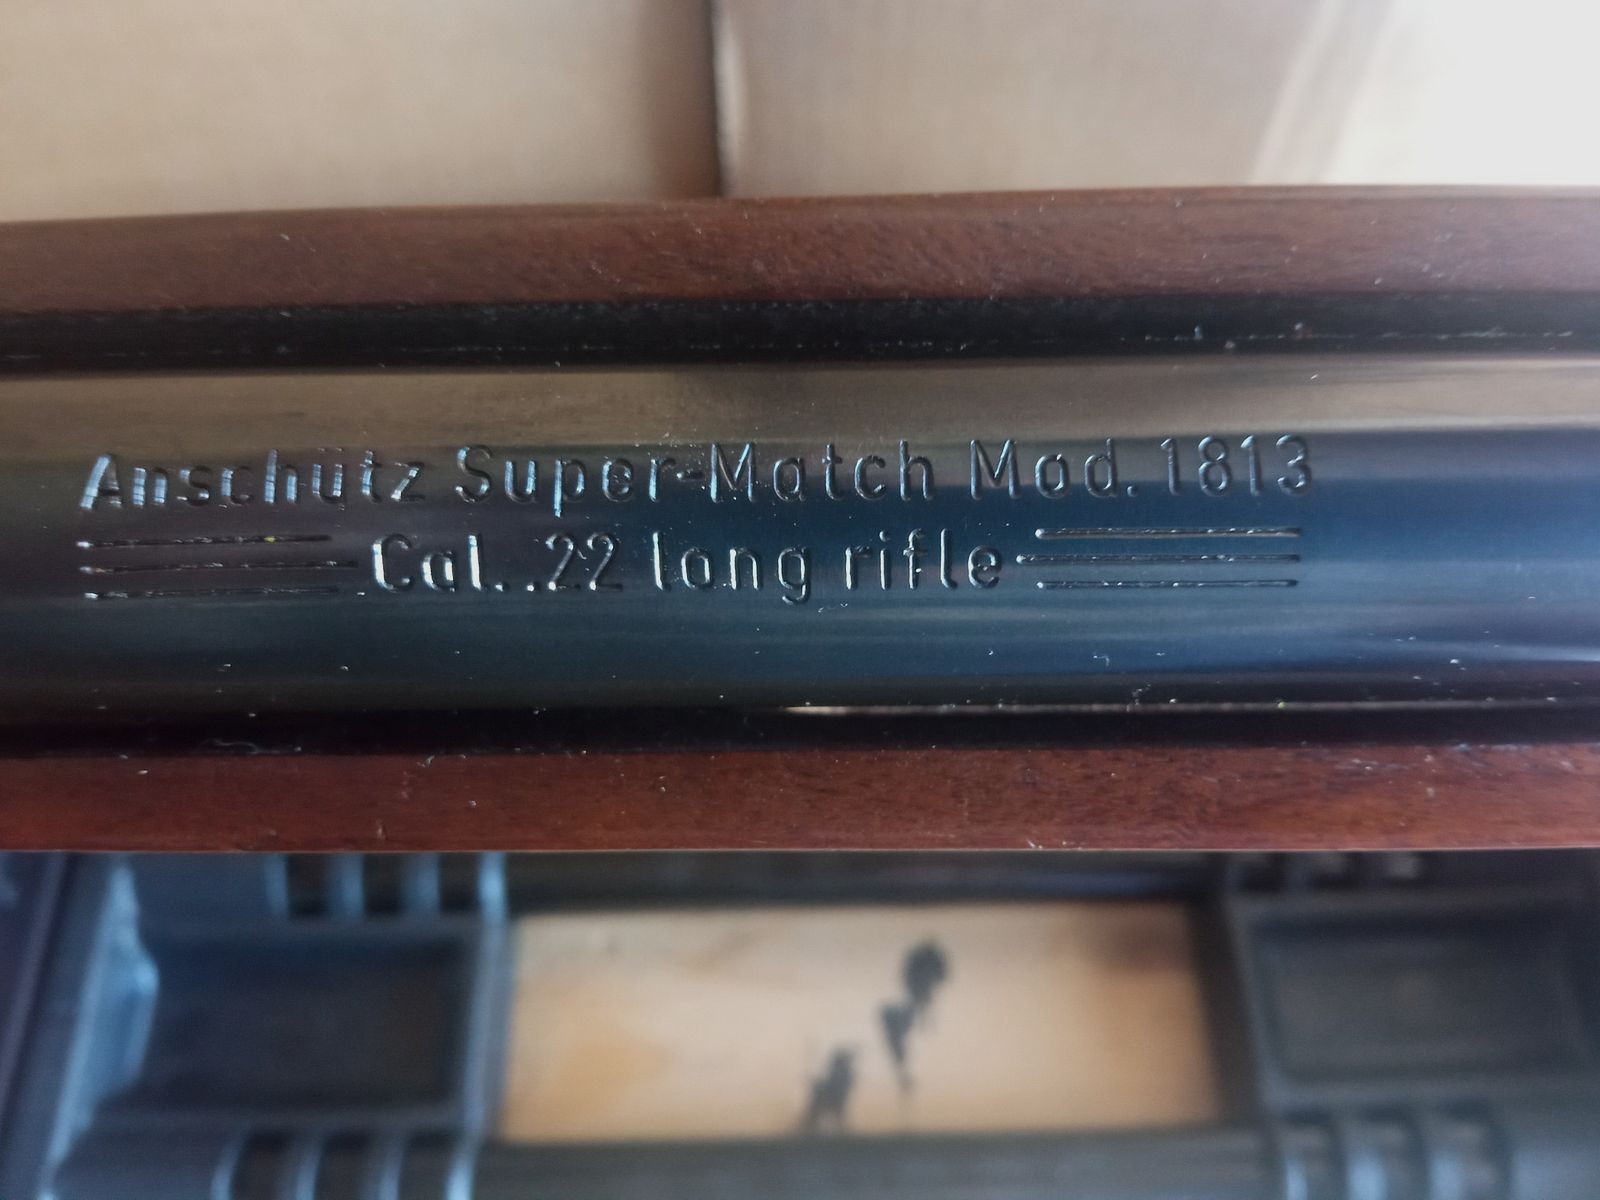 Anschütz Super-Match Mod. 1813
Cal. .22 long rifle